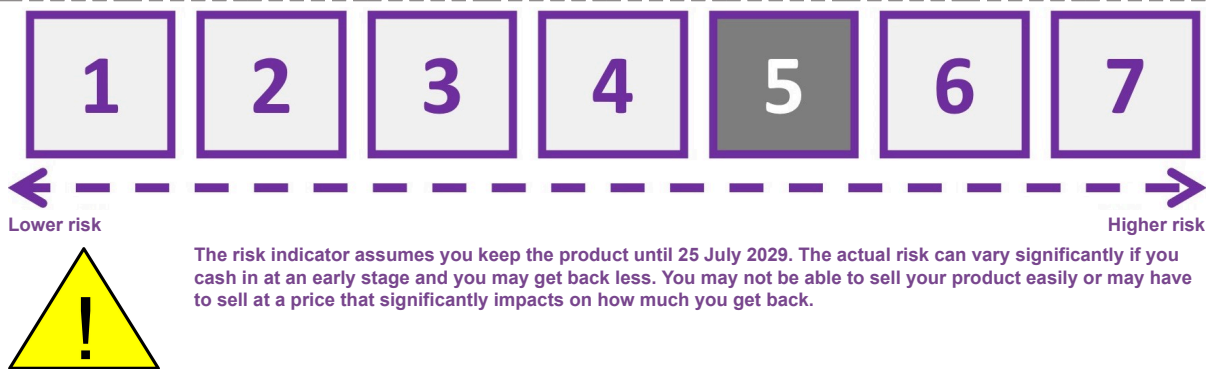 1 2 3 4 5 6 7
Lower risk Higher risk
The risk indicator assumes you keep the product until 25 July 2029. The actual risk can vary significantly if you
cash in at an early stage and you may get back less. You may not be able to sell your product easily or may have
to sell at a price that significantly impacts on how much you get back.
!